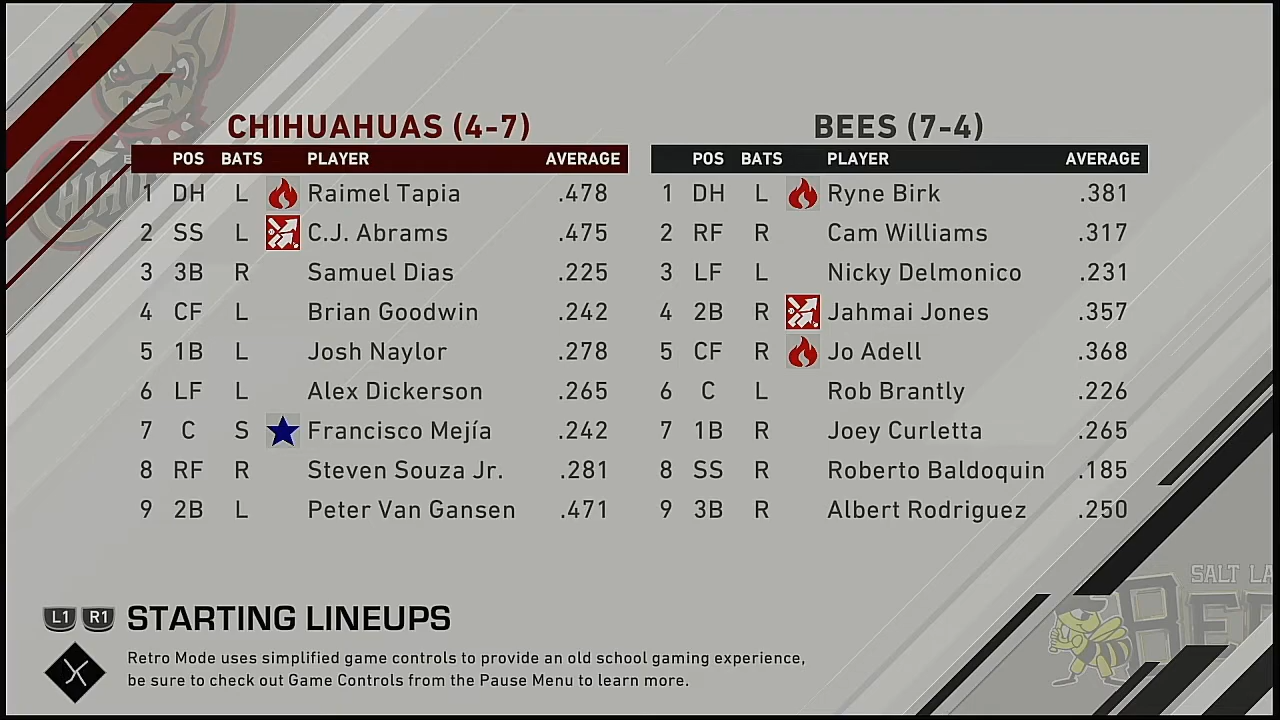 CHIHUAHUAS (4-7)
POS BATS PLAYER AVERAGE
1 DH L Raimel Tapia .478
2 SS L C.J. Abrams .475
3 3B R Samuel Dias .225
4 CF L Brian Goodwin .242
5 1B L Josh Naylor .278
6 LF L Alex Dickerson .265
7 C S Francisco Mejía .242
8 RF R Steven Souza Jr. .281
9 2B L Peter Van Gansen .471
BEES (7-4)
POS BATS PLAYER AVERAGE
1 DH L Ryne Birk .381
2 RF R Cam Williams .317
3 LF L Nicky Delmonico .231
4 2B R Jahmai Jones .357
5 CF R Jo Adell .368
6 C L Rob Brantly .226
7 1B R Joey Curletta .265
8 SS R Roberto Baldoquin .185
9 3B R Albert Rodriguez .250
SALT LA
L1 R1 STARTING LINEUPS
Retro Mode uses simplified game controls to provide an old school gaming experience,
be sure to check out Game Controls from the Pause Menu to learn more.